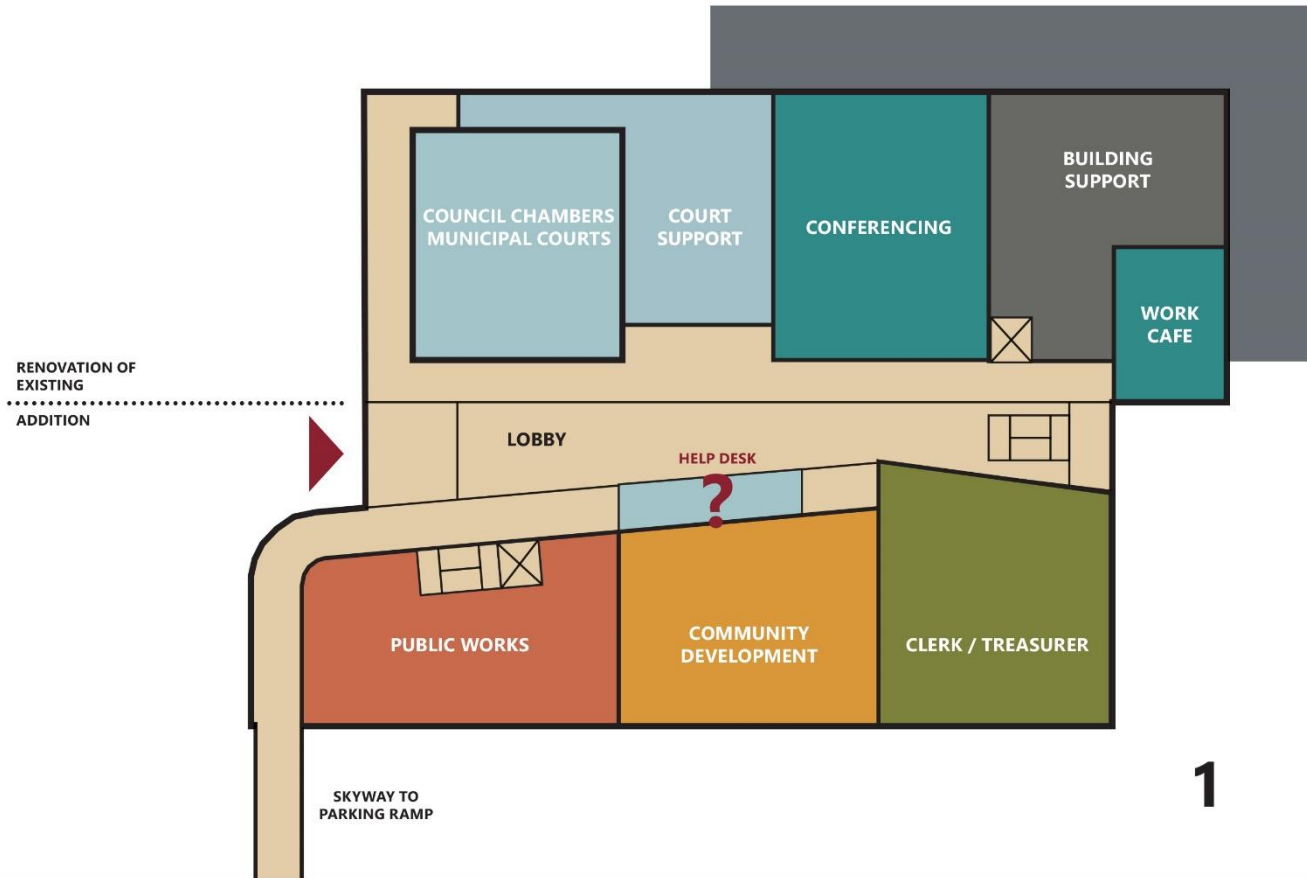 BUILDING
SUPPORT
COUNCIL CHAMBERS
MUNICIPAL COURTS
COURT
SUPPORT
CONFERENCING
WORK
CAFE
RENOVATION OF
EXISTING
ADDITION
LOBBY
HELP DESK
?
PUBLIC WORKS
COMMUNITY
DEVELOPMENT
CLERK / TREASURER
SKYWAY TO
PARKING RAMP
1